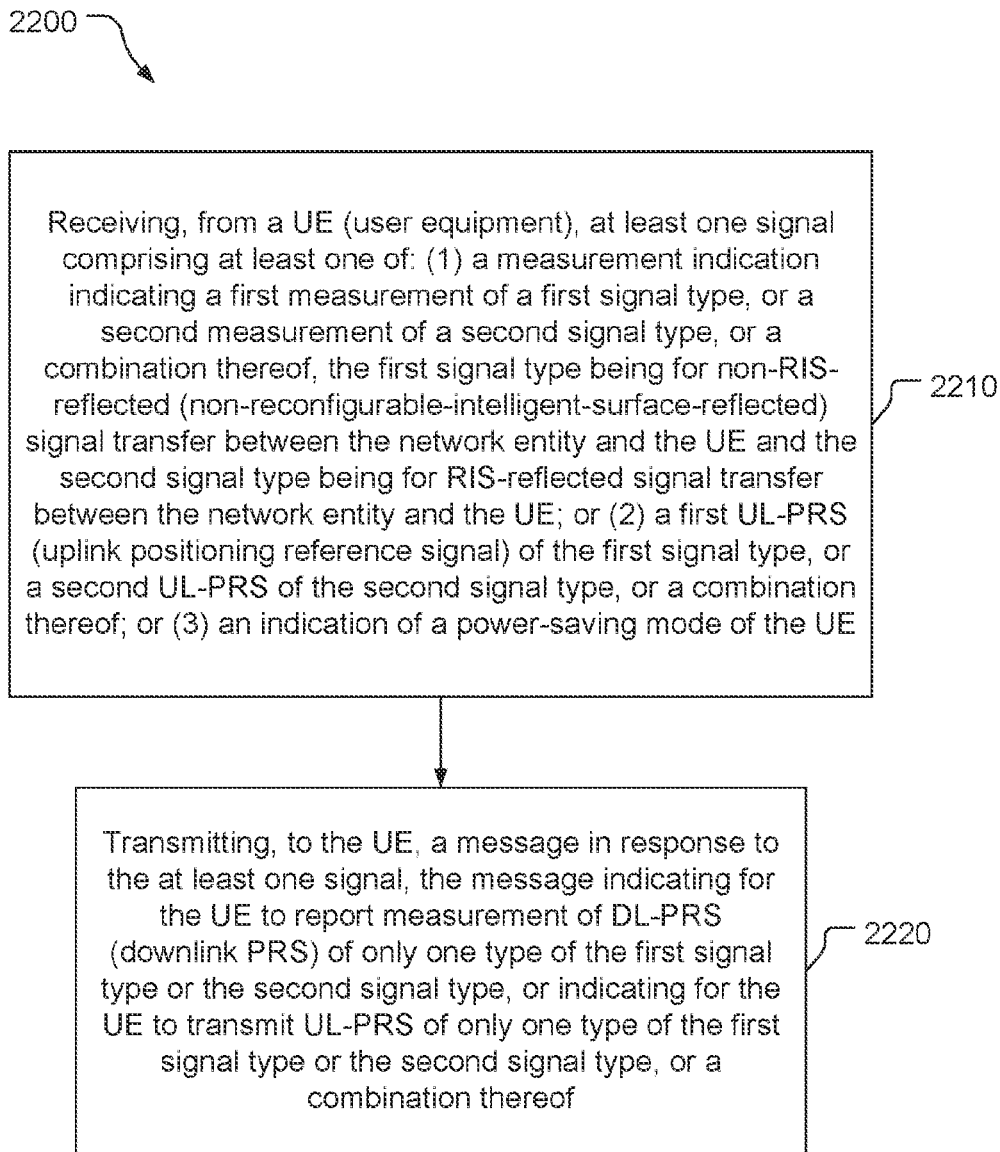 2200
Receiving, from a UE (user equipment), at least one signal
comprising at least one of: (1) a measurement indication
indicating a first measurement of a first signal type, or a
second measurement of a second signal type, or a
combination thereof, the first signal type being for non-RIS-
reflected (non-reconfigurable-intelligent-surface-reflected)
signal transfer between the network entity and the UE and the
second signal type being for RIS-reflected signal transfer
between the network entity and the UE; or (2) a first UL-PRS
(uplink positioning reference signal) of the first signal type, or
a second UL-PRS of the second signal type, or a combination
thereof; or (3) an indication of a power-saving mode of the UE
2210
Transmitting, to the UE, a message in response to
the at least one signal, the message indicating for
the UE to report measurement of DL-PRS
(downlink PRS) of only one type of the first signal
type or the second signal type, or indicating for the
UE to transmit UL-PRS of only one type of the first
signal type or the second signal type, or a
combination thereof
2220